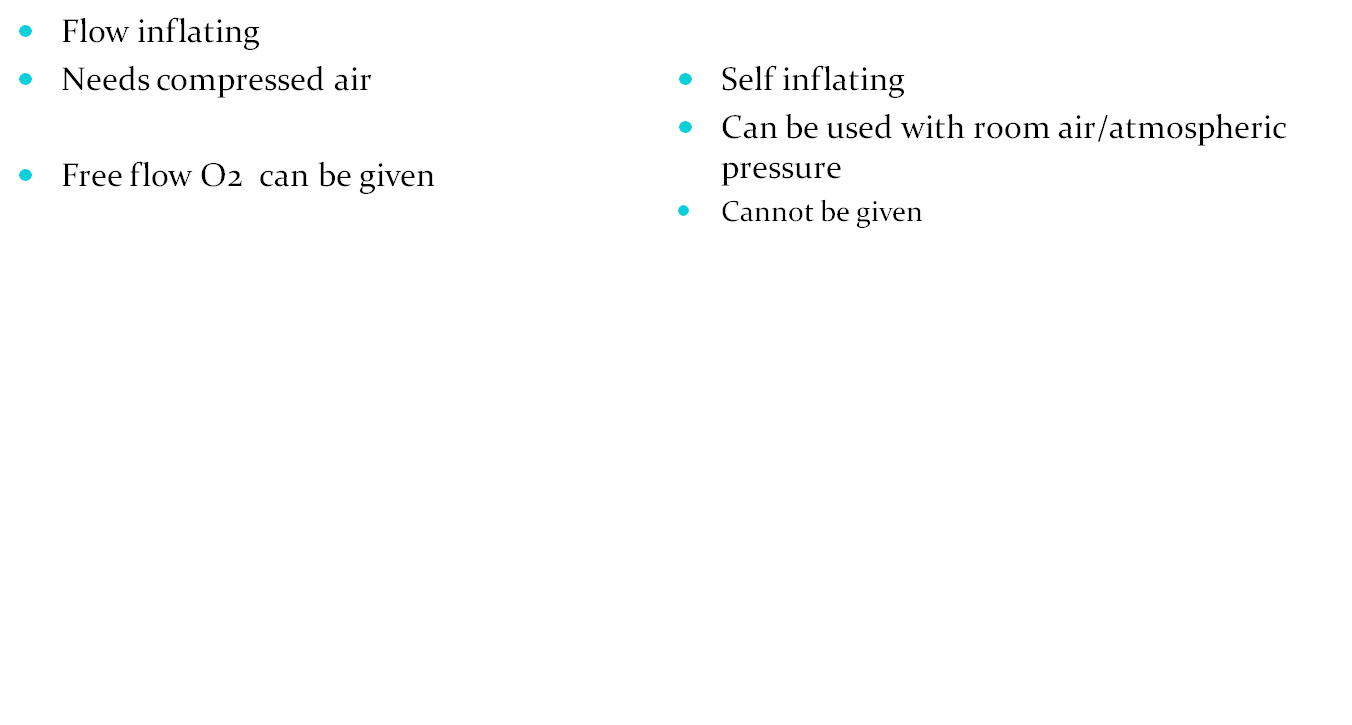 Flow inflating
Needs compressed air
Free flow O2 can be given
Self inflating
Can be used with room air/atmospheric
pressure
Cannot be given